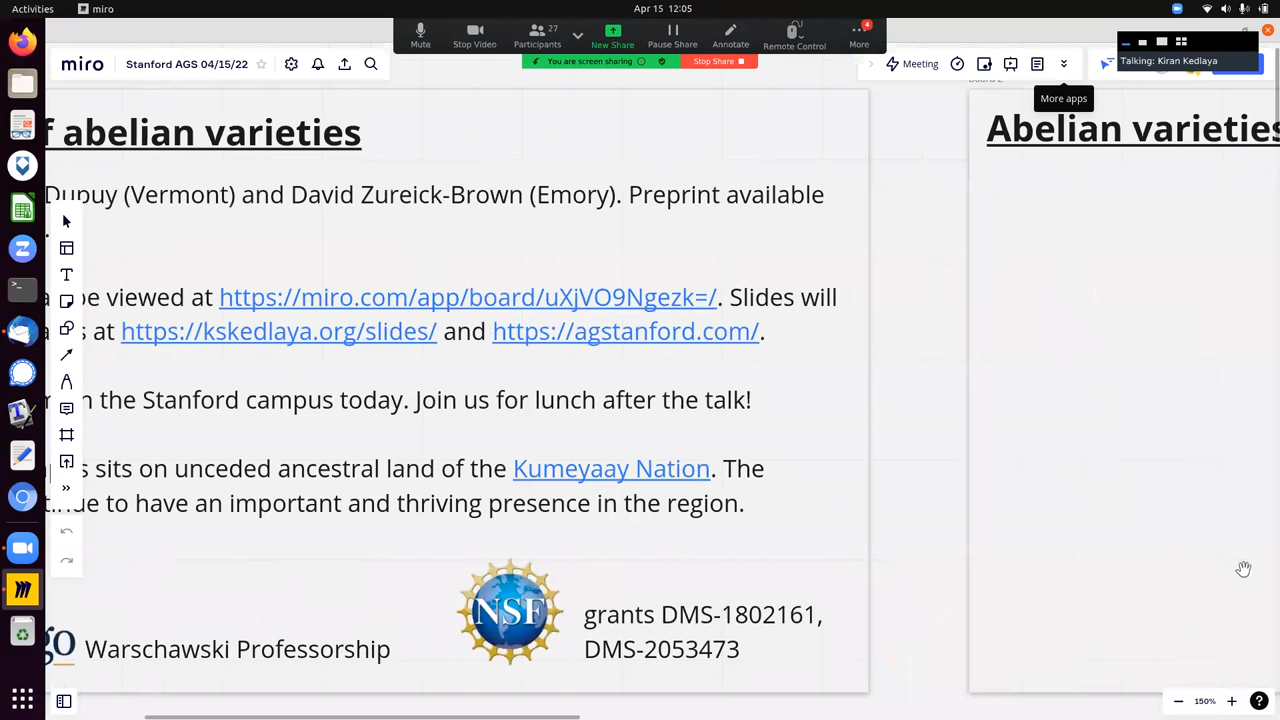 Activities miro Apr 15 12:05
Mute Stop Video Participants 27 New Share Pause Share Annotate Remote Control More 4
You are screen sharing Stop Share
Talking: Kiran Kedlaya
miro Stanford AGS 04/15/22 Meeting
More apps
f abelian varieties
Abelian varieties
Dupuy (Vermont) and David Zureick-Brown (Emory). Preprint available
.
be viewed at https://miro.com/app/board/uXjVO9Ngezk=/. Slides will
s at https://kskedlaya.org/slides/ and https://agstanford.com/.
n the Stanford campus today. Join us for lunch after the talk!
s sits on unceded ancestral land of the Kumeyaay Nation. The
tinue to have an important and thriving presence in the region.
NSF
grants DMS-1802161,
DMS-2053473
go Warschawski Professorship
150%